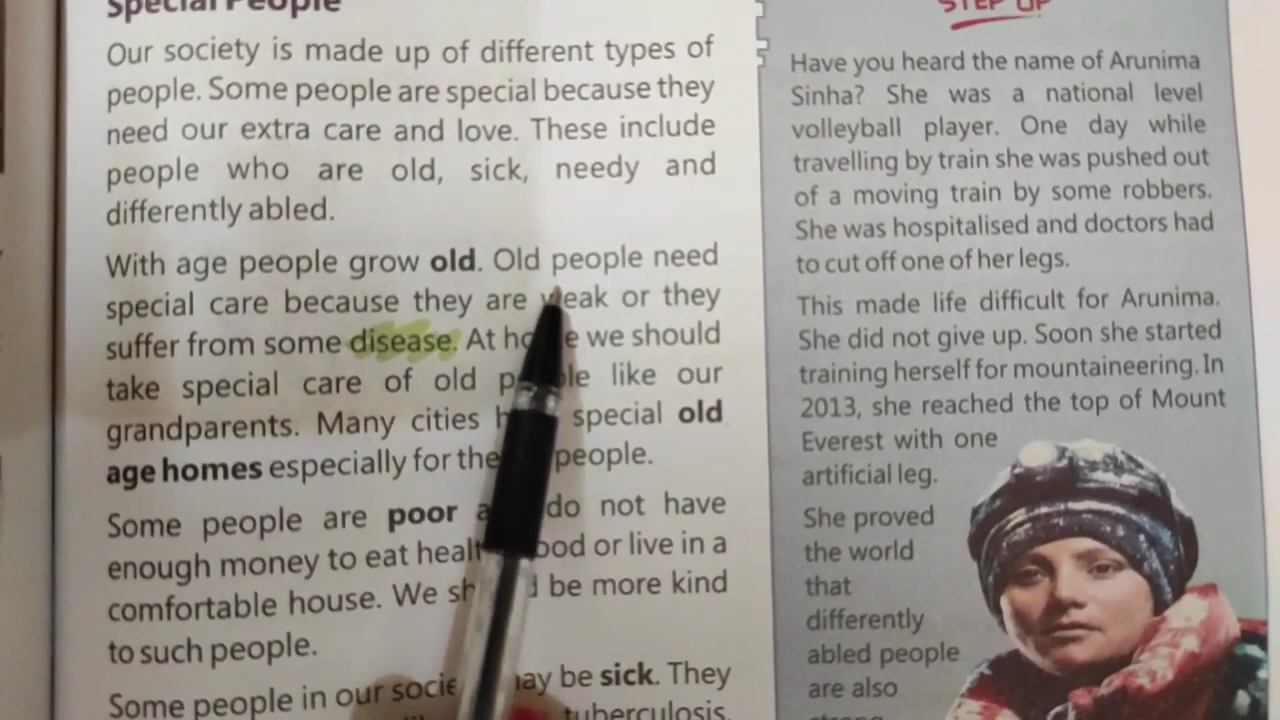 Special People
Our society is made up of different types of
people. Some people are special because they
need our extra care and love. These include
people who are old, sick, needy and
differently abled.
With age people grow old. Old people need
special care because they are weak or they
suffer from some disease. At home we should
take special care of old people like our
grandparents. Many cities special old
age homes especially for the people.
Some people are poor do not have
enough money to eat food or live in a
comfortable house. We be more kind
to such people.
Some people in our may be sick. They
tuberculosis,
STEP UP
Have you heard the name of Arunima
Sinha? She was a national level
volleyball player. One day while
travelling by train she was pushed out
of a moving train by some robbers.
She was hospitalised and doctors had
to cut off one of her legs.
This made life difficult for Arunima.
She did not give up. Soon she started
training herself for mountaineering. In
2013, she reached the top of Mount
Everest with one
artificial leg.
She proved
the world
that
differently
abled people
are also
strong